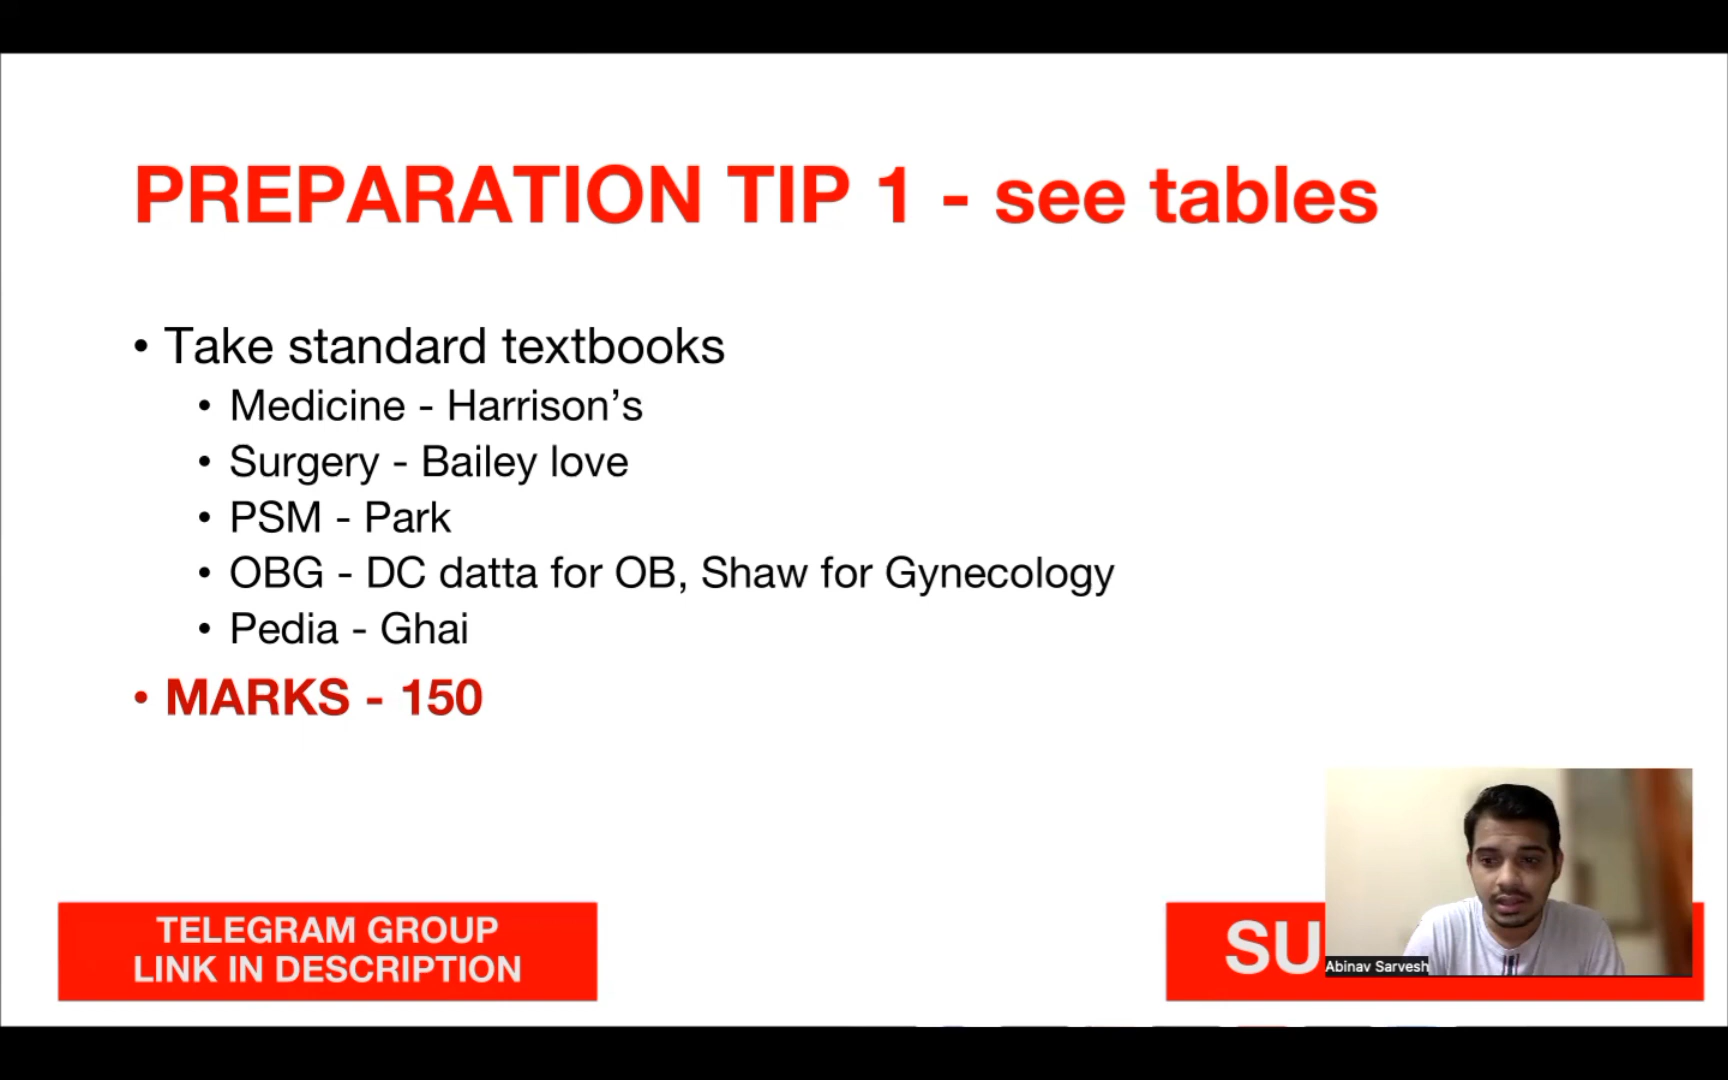 PREPARATION TIP 1 - see tables
• Take standard textbooks
• Medicine - Harrison’s
• Surgery - Bailey love
• PSM - Park
• OBG - DC datta for OB, Shaw for Gynecology
• Pedia - Ghai
• MARKS - 150
TELEGRAM GROUP
LINK IN DESCRIPTION
SU
Abinav Sarvesh